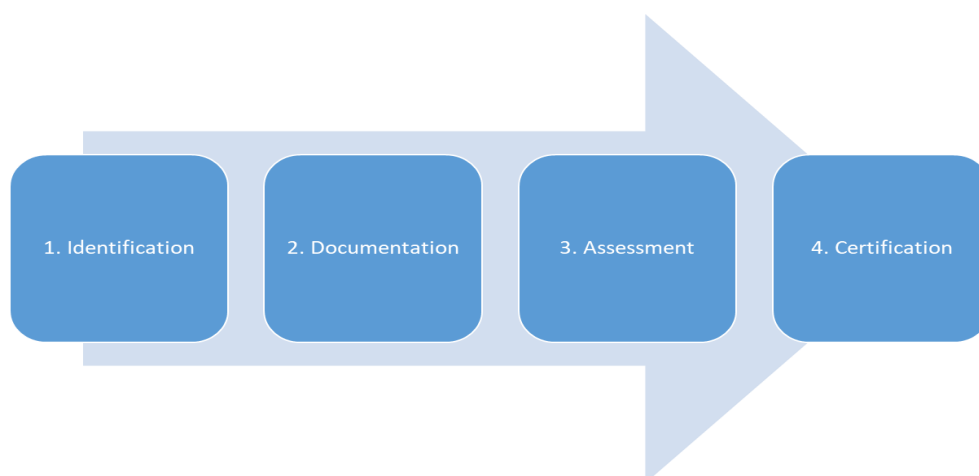 1. Identification
2. Documentation
3. Assessment
4. Certification